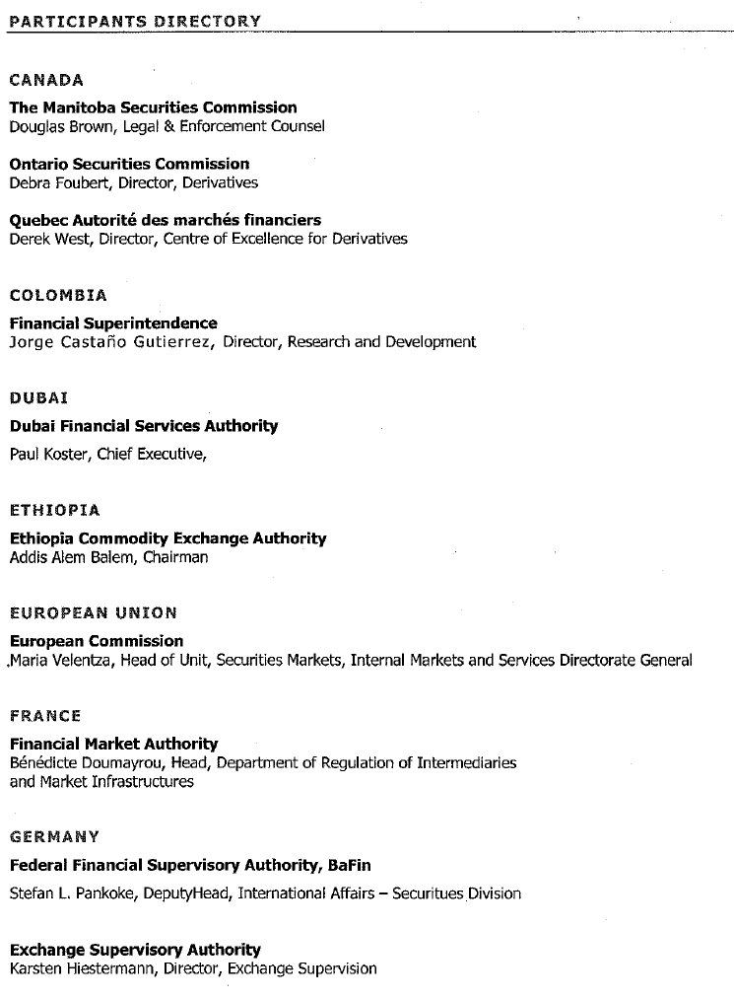 PARTICIPANTS DIRECTORY
CANADA
The Manitoba Securities Commission
Douglas Brown, Legal & Enforcement Counsel
Ontario Securities Commission
Debra Foubert, Director, Derivatives
Quebec Autorité des marchés financiers
Derek West, Director, Centre of Excellence for Derivatives
COLOMBIA
Financial Superintendence
Jorge Castaño Gutierrez, Director, Research and Development
DUBAI
Dubai Financial Services Authority
Paul Koster, Chief Executive,
ETHIOPIA
Ethiopia Commodity Exchange Authority
Addis Alem Balem, Chairman
EUROPEAN UNION
European Commission
.Maria Velentza, Head of Unit, Securities Markets, Internal Markets and Services Directorate General
FRANCE
Financial Market Authority
Bénédicte Doumayrou, Head, Department of Regulation of Intermediaries
and Market Infrastructures
GERMANY
Federal Financial Supervisory Authority, BaFin
Stefan L. Pankoke, DeputyHead, International Affairs – Securitues Division
Exchange Supervisory Authority
Karsten Hiestermann, Director, Exchange Supervision